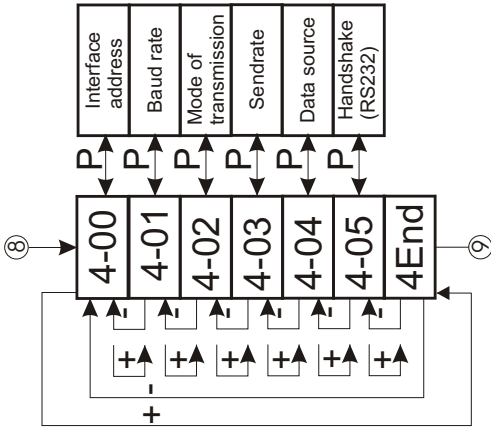 ⑧
4-00
P
Interface
address
4-01
P
Baud rate
4-02
P
Mode of
transmission
4-03
P
Sendrate
4-04
P
Data source
4-05
P
Handshake
(RS232)
4End
+ -
+ -
+ -
+ -
+ -
+ -
+ -
⑨